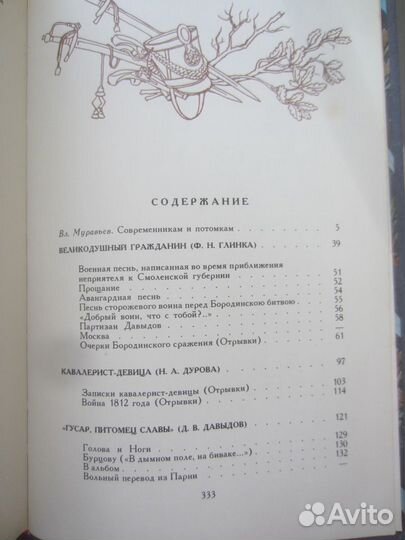 СОДЕРЖАНИЕ
Вл. Муравьев. Современникам и потомкам . . . 5
ВЕЛИКОДУШНЫЙ ГРАЖДАНИН (Ф. Н. ГЛИНКА) . . . 39
Военная песнь, написанная во время приближения
неприятеля к Смоленской губернии . . . 51
Прощание . . . 52
Авангардная песнь . . . 54
Песнь сторожевого воина перед Бородинскою битвою . . 55
«Добрый воин, что с тобой?..» . . . 56
Партизан Давыдов . . . 58
Москва . . . —
Очерки Бородинского сражения (Отрывки) . . . 61
КАВАЛЕРИСТ-ДЕВИЦА (Н. А. ДУРОВА) . . . 97
Записки кавалерист-девицы (Отрывки) . . . 103
Война 1812 года (Отрывки) . . . 114
«ГУСАР, ПИТОМЕЦ СЛАВЫ» (Д. В. ДАВЫДОВ) . . . 121
Голова и Ноги . . . 129
Бурцову («В дымном поле, на биваке...») . . . 130
В альбом . . . 132
Вольный перевод из Парни . . . —
333
Avito